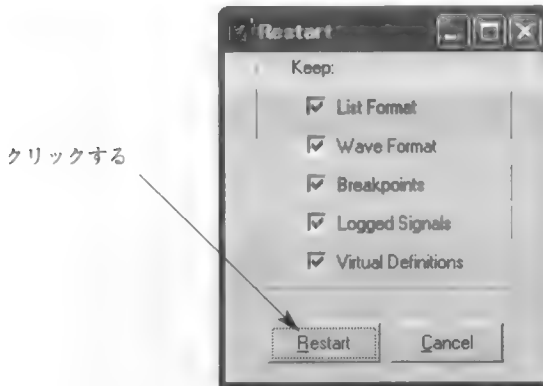 Restart
Keep:
List Format
Wave Format
Breakpoints
Logged Signals
Virtual Definitions
クリックする
Restart
Cancel